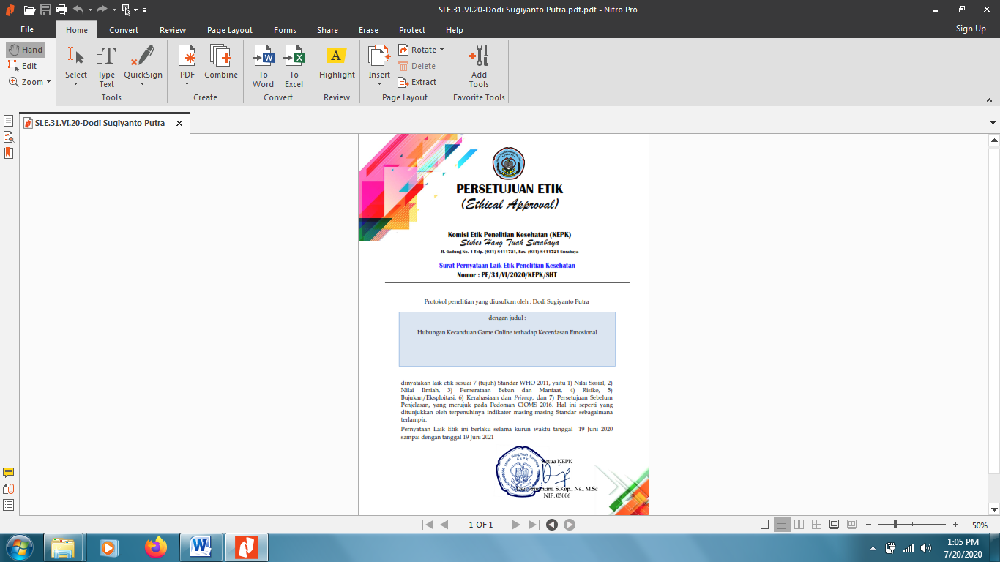 SLE.31.VI.20-Dodi Sugiyanto Putra.pdf.pdf - Nitro Pro
File Home Convert Review Page Layout Forms Share Erase Protect Help Sign Up
Hand
Edit
Zoom
Select
Type Text
QuickSign
Tools
PDF
Combine
Create
To Word
To Excel
Convert
Highlight
Review
Insert
Rotate
Delete
Extract
Page Layout
Add Tools
Favorite Tools
SLE.31.VI.20-Dodi Sugiyanto Putra
PERSETUJUAN ETIK
(Ethical Approval)
Komisi Etik Penelitian Kesehatan (KEPK)
Stikes Hang Tuah Surabaya
Jl. Gadung No. 1 Telp. (031) 8411721, Fax. (031) 8411721 Surabaya
Surat Pernyataan Laik Etik Penelitian Kesehatan
Nomor : PE/31/VI/2020/KEPK/SHT
Protokol penelitian yang diusulkan oleh : Dodi Sugiyanto Putra
dengan judul :
Hubungan Kecanduan Game Online terhadap Kecerdasan Emosional
dinyatakan laik etik sesuai 7 (tujuh) Standar WHO 2011, yaitu 1) Nilai Sosial, 2)
Nilai Ilmiah, 3) Pemerataan Beban dan Manfaat, 4) Risiko, 5)
Bujukan/Eksploitasi, 6) Kerahasiaan dan Privacy, dan 7) Persetujuan Sebelum
Penjelasan, yang merujuk pada Pedoman CIOMS 2016. Hal ini seperti yang
ditunjukkan oleh terpenuhinya indikator masing-masing Standar sebagaimana
terlampir.
Pernyataan Laik Etik ini berlaku selama kurun waktu tanggal 19 Juni 2020
sampai dengan tanggal 19 Juni 2021
Ketua KEPK
KEPK
Dwi Priyantini, S.Kep., Ns., M.Sc
NIP. 03006
1 OF 1
50%
1:05 PM
7/20/2020